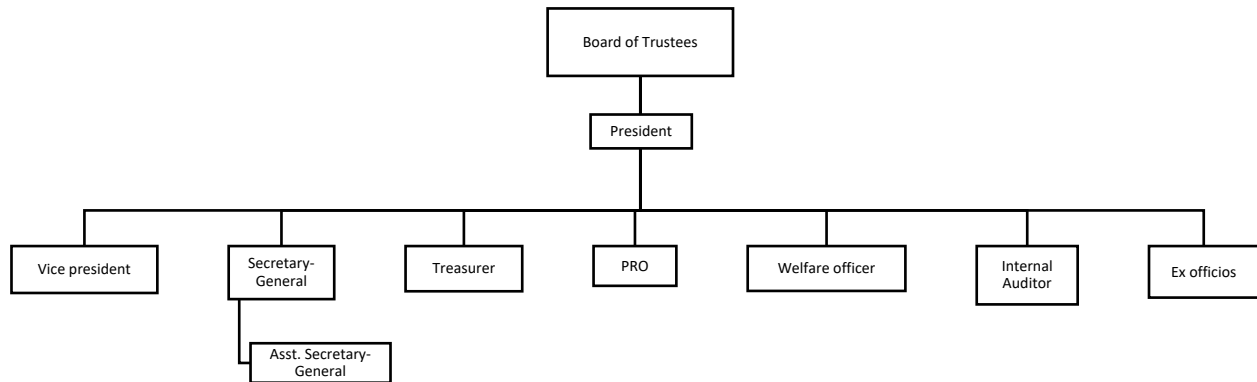 Board of Trustees
President
Vice president
Secretary-
General
Treasurer
PRO
Welfare officer
Internal
Auditor
Ex officios
Asst. Secretary-
General